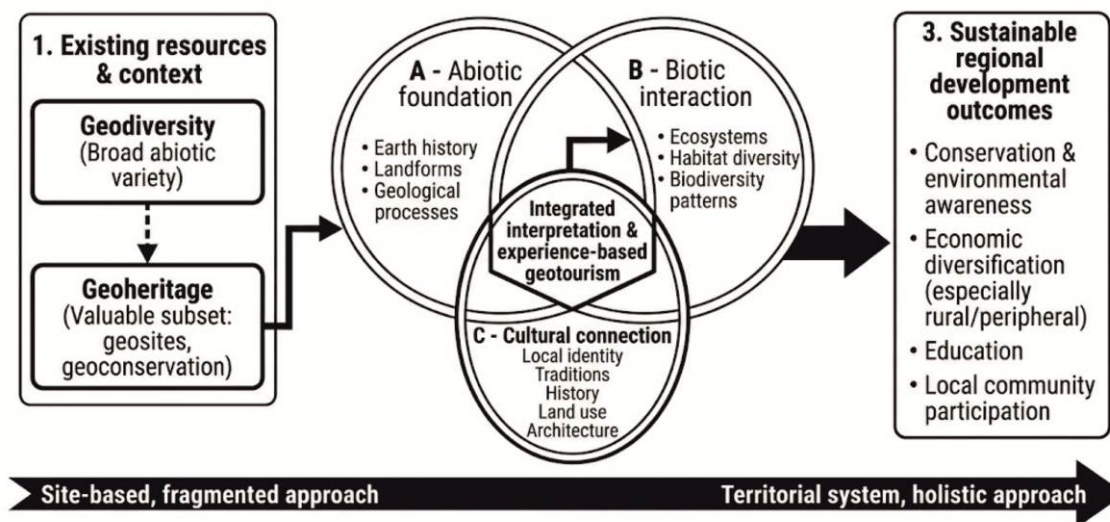 1. Existing resources
& context
Geodiversity
(Broad abiotic
variety)
Geoheritage
(Valuable subset:
geosites,
geoconservation)
A - Abiotic
foundation
• Earth history
• Landforms
• Geological
processes
B - Biotic
interaction
• Ecosystems
• Habitat diversity
• Biodiversity
patterns
Integrated
interpretation &
experience-based
geotourism
C - Cultural connection
Local identity
Traditions
History
Land use
Architecture
3. Sustainable
regional
development
outcomes
• Conservation &
environmental
awareness
• Economic
diversification
(especially
rural/peripheral)
• Education
• Local community
participation
Site-based, fragmented approach
Territorial system, holistic approach